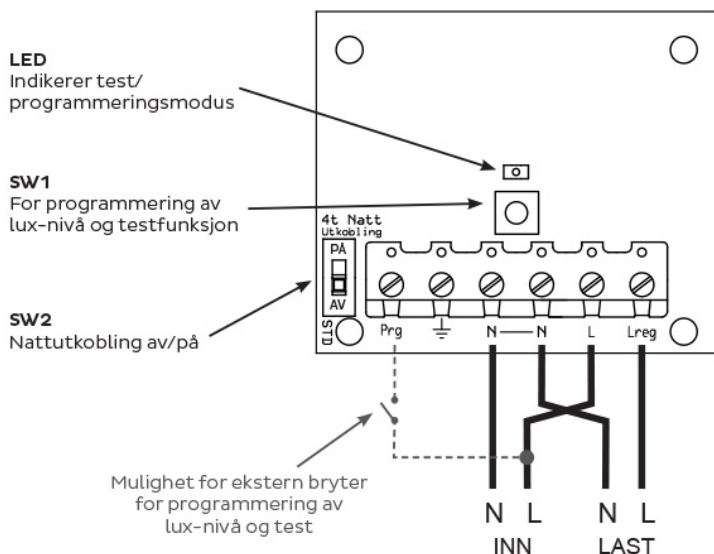 LED
Indikerer test/
programmeringsmodus
SW1
For programmering av
lux-nivå og testfunksjon
4t Natt
Utkobling
PÅ
AV
STD
SW2
Nattutkobling av/på
Prg
N
N
L
Lreg
Mulighet for ekstern bryter
for programmering av
lux-nivå og test
N L
N L
INN
LAST